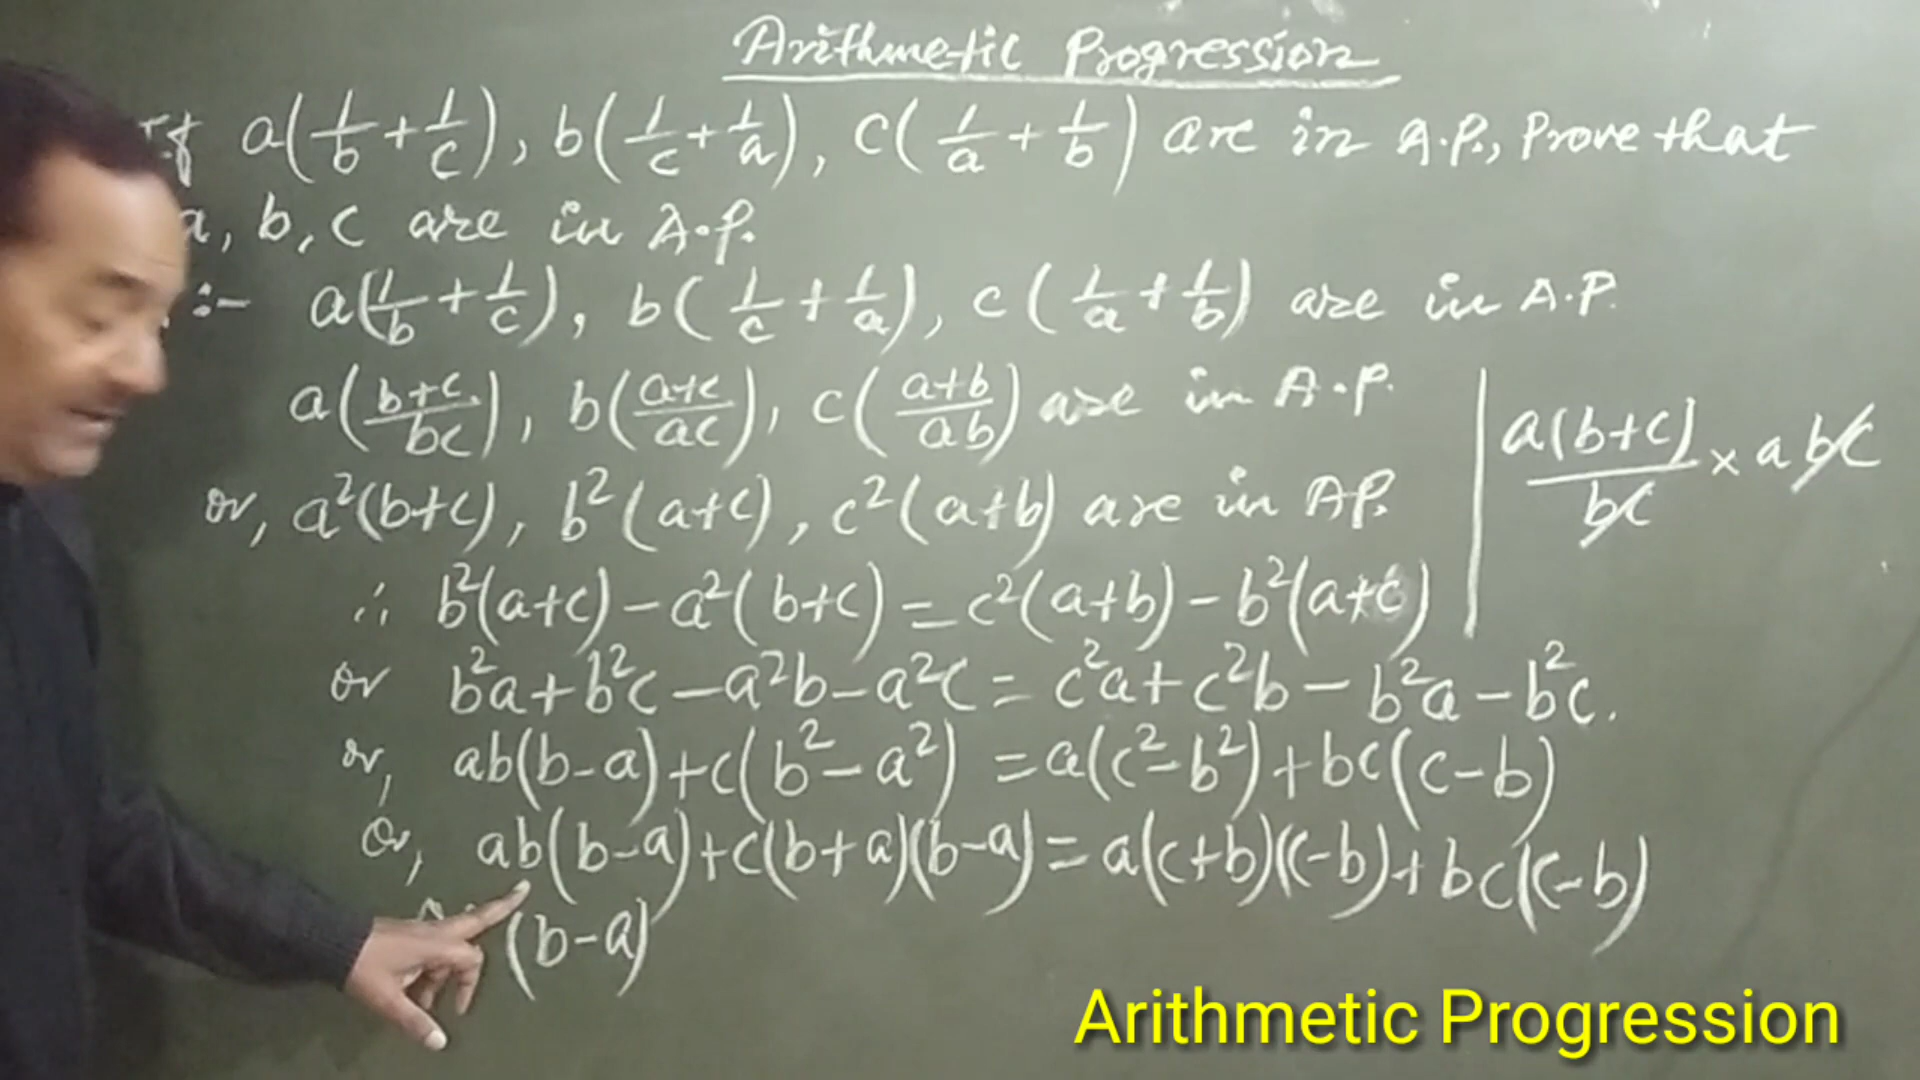 Arithmetic Progression
If a(1/b + 1/c), b(1/c + 1/a), c(1/a + 1/b) are in A.P., Prove that
a, b, c are in A.P.
:- a(1/b + 1/c), b(1/c + 1/a), c(1/a + 1/b) are in A.P.
a((b+c)/bc), b((a+c)/ac), c((a+b)/ab) are in A.P.
a(b+c)/bc × abc
or, a²(b+c), b²(a+c), c²(a+b) are in AP.
∴ b²(a+c) - a²(b+c) = c²(a+b) - b²(a+c)
or b²a + b²c - a²b - a²c = c²a + c²b - b²a - b²c.
or, ab(b-a) + c(b²-a²) = a(c²-b²) + bc(c-b)
or, ab(b-a) + c(b+a)(b-a) = a(c+b)(c-b) + bc(c-b)
(b-a)
Arithmetic Progression